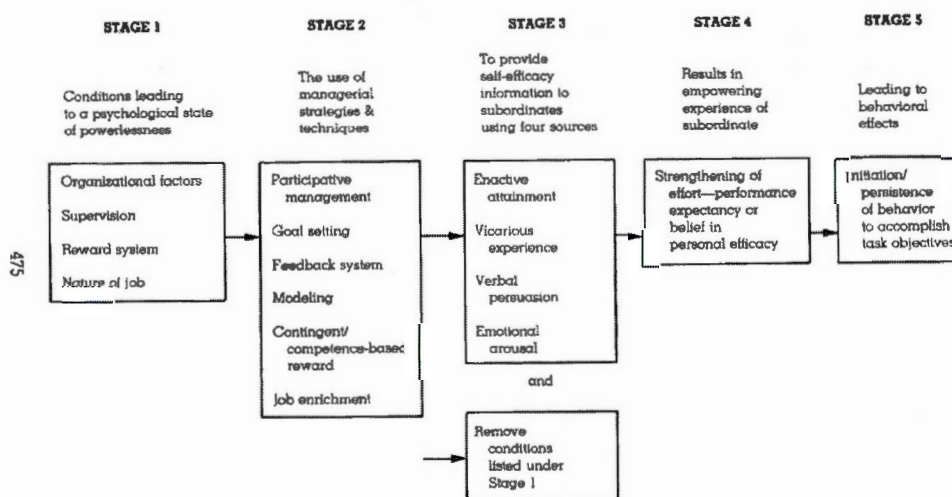 STAGE 1
Conditions leading
to a psychological state
of powerlessness
Organizational factors
Supervision
Reward system
Nature of job
STAGE 2
The use of
managerial
strategies &
techniques
Participative
management
Goal setting
Feedback system
Modeling
Contingent/
competence-based
reward
Job enrichment
STAGE 3
To provide
self-efficacy
information to
subordinates
using four sources
Enactive
attainment
Vicarious
experience
Verbal
persuasion
Emotional
arousal
and
Remove
conditions
listed under
Stage 1
STAGE 4
Results in
empowering
experience of
subordinate
Strengthening of
effort—performance
expectancy or
belief in
personal efficacy
STAGE 5
Leading to
behavioral
effects
Initiation/
persistence
of behavior
to accomplish
task objectives
475